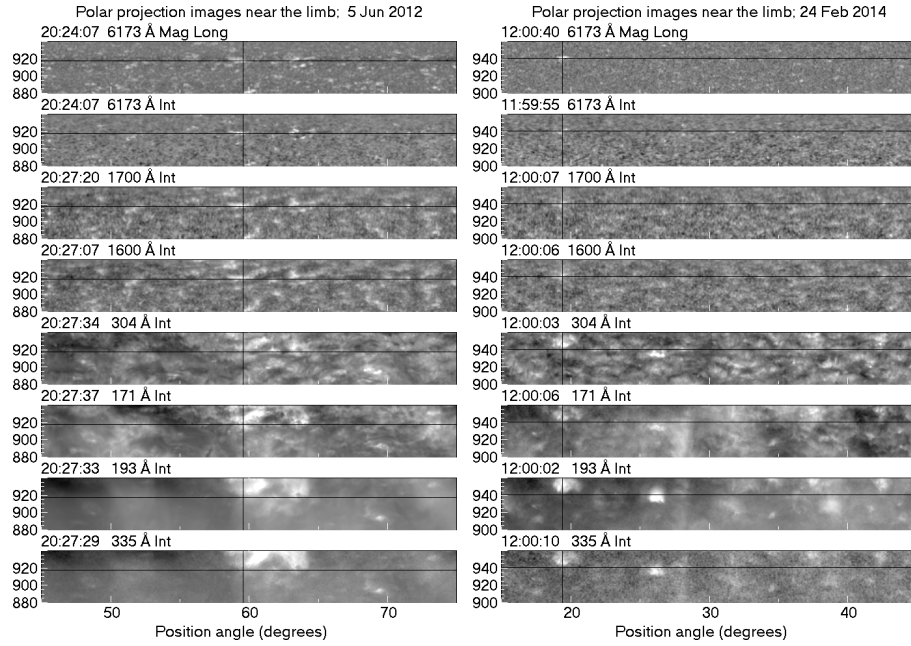 Polar projection images near the limb;  5 Jun 2012
20:24:07  6173 Å Mag Long
920
900
880
20:24:07  6173 Å Int
920
900
880
20:27:20  1700 Å Int
920
900
880
20:27:07  1600 Å Int
920
900
880
20:27:34   304 Å Int
920
900
880
20:27:37   171 Å Int
920
900
880
20:27:33   193 Å Int
920
900
880
20:27:29   335 Å Int
920
900
880
50 60 70
Position angle (degrees)
Polar projection images near the limb; 24 Feb 2014
12:00:40  6173 Å Mag Long
940
920
900
11:59:55  6173 Å Int
940
920
900
12:00:07  1700 Å Int
940
920
900
12:00:06  1600 Å Int
940
920
900
12:00:03   304 Å Int
940
920
900
12:00:06   171 Å Int
940
920
900
12:00:02   193 Å Int
940
920
900
12:00:10   335 Å Int
940
920
900
20 30 40
Position angle (degrees)